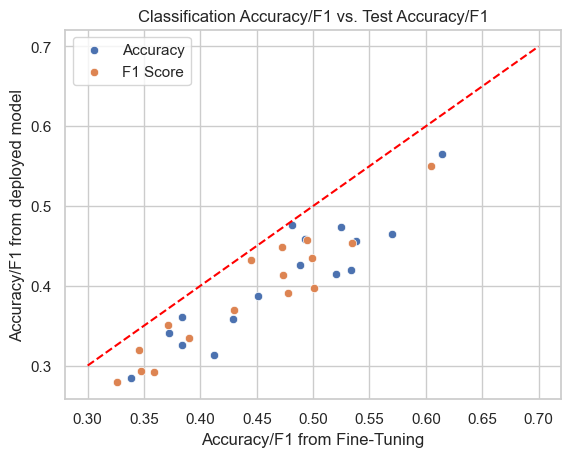 Classification Accuracy/F1 vs. Test Accuracy/F1
Accuracy
F1 Score
Accuracy/F1 from deployed model
0.7
0.6
0.5
0.4
0.3
0.30 0.35 0.40 0.45 0.50 0.55 0.60 0.65 0.70
Accuracy/F1 from Fine-Tuning